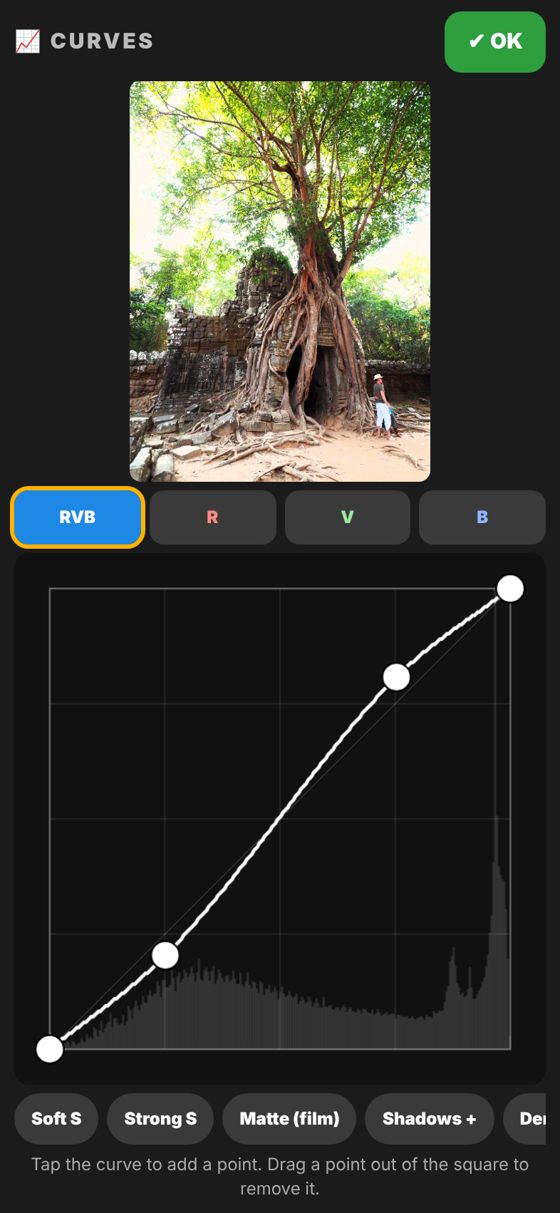 📈 CURVES
✔ OK
RVB
R
V
B
Soft S
Strong S
Matte (film)
Shadows +
Tap the curve to add a point. Drag a point out of the square to
remove it.